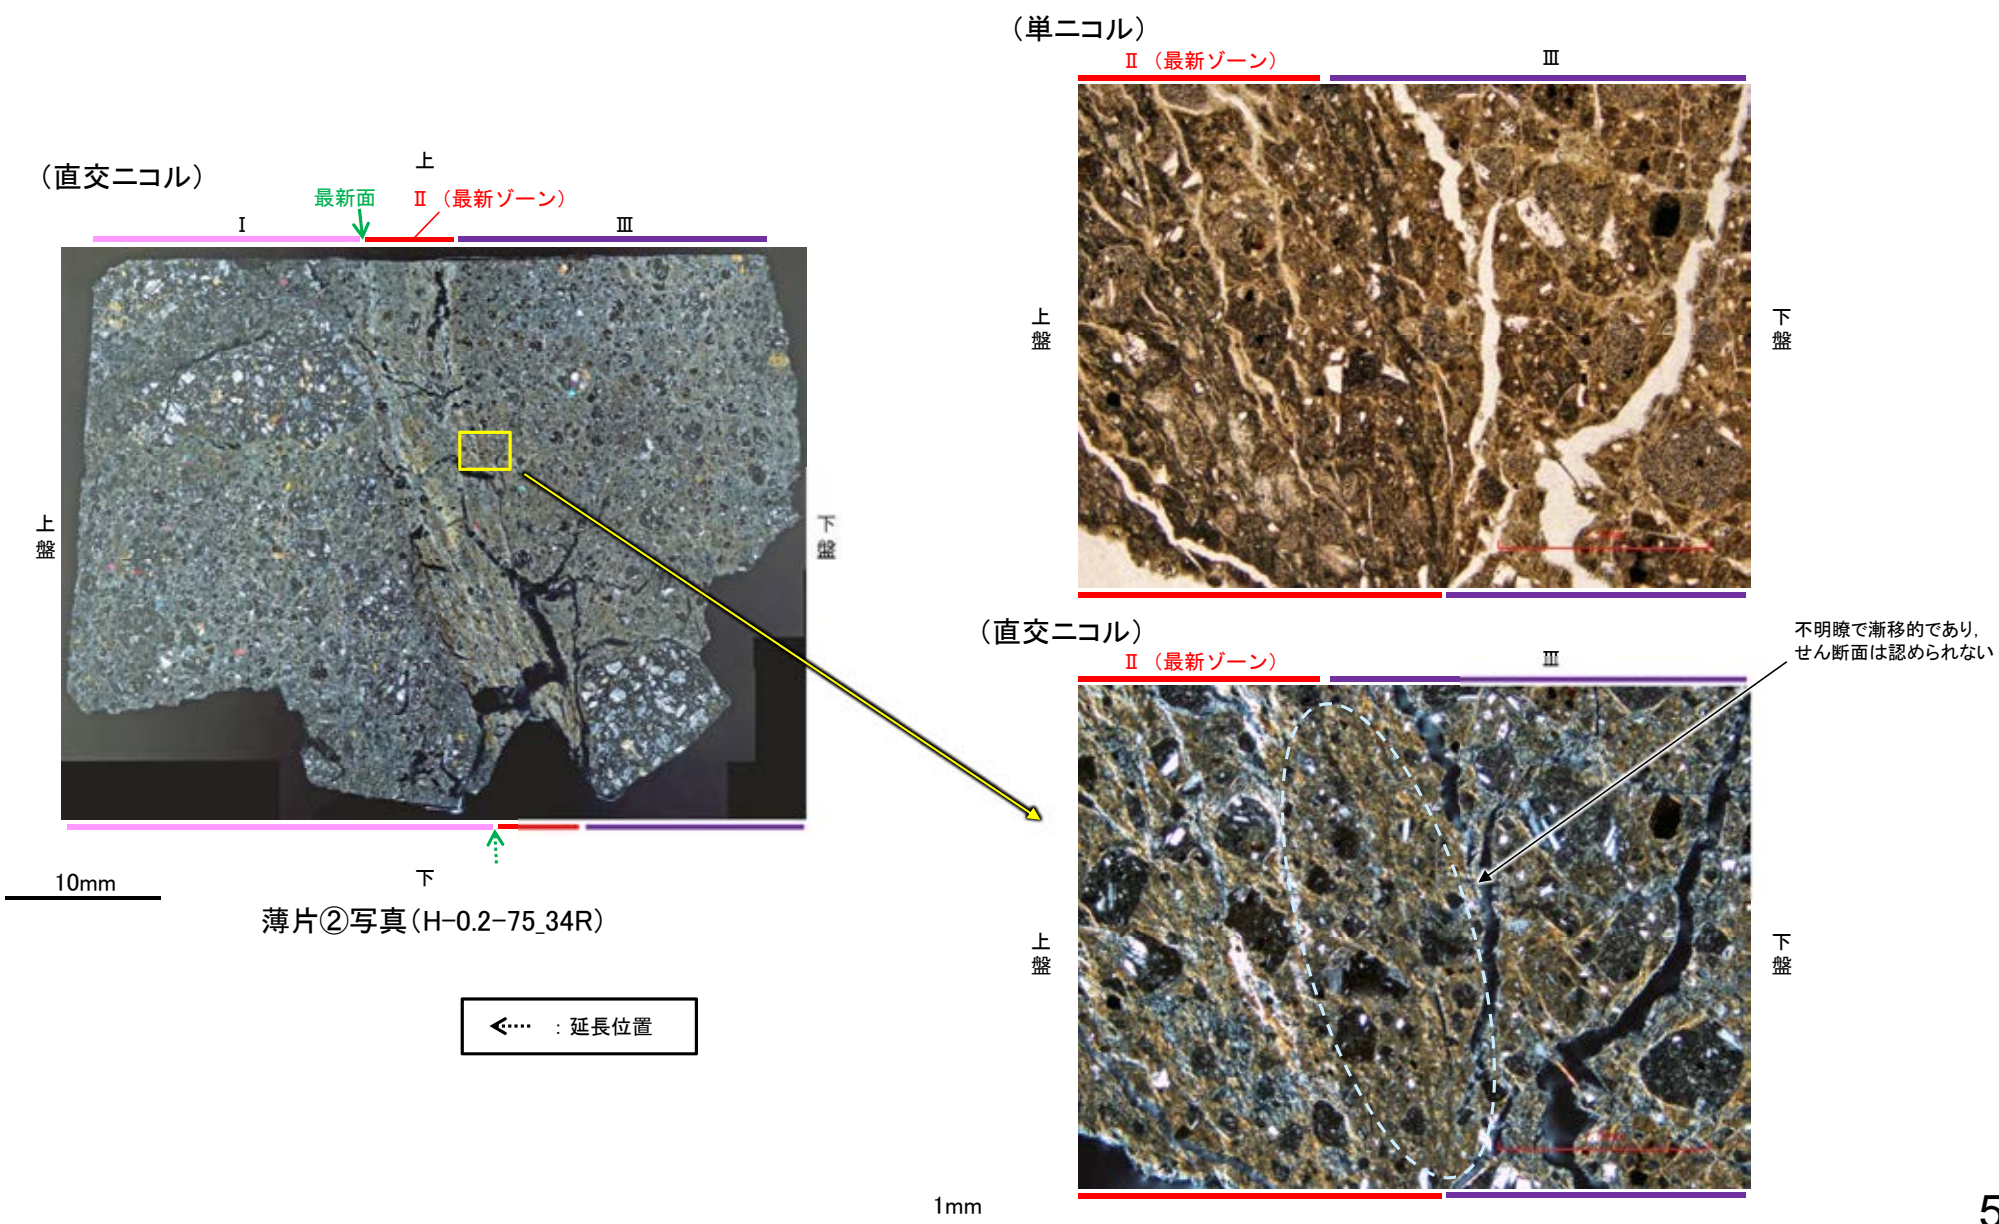 （単ニコル）
Ⅱ（最新ゾーン）
Ⅲ
（直交ニコル）
上
最新面
Ⅱ（最新ゾーン）
Ⅰ
Ⅲ
上盤
下盤
上盤
下盤
（直交ニコル）
Ⅱ（最新ゾーン）
Ⅲ
不明瞭で漸移的であり，
せん断面は認められない
下
10mm
薄片②写真（H-0.2-75_34R）
上盤
下盤
：延長位置
1mm
5